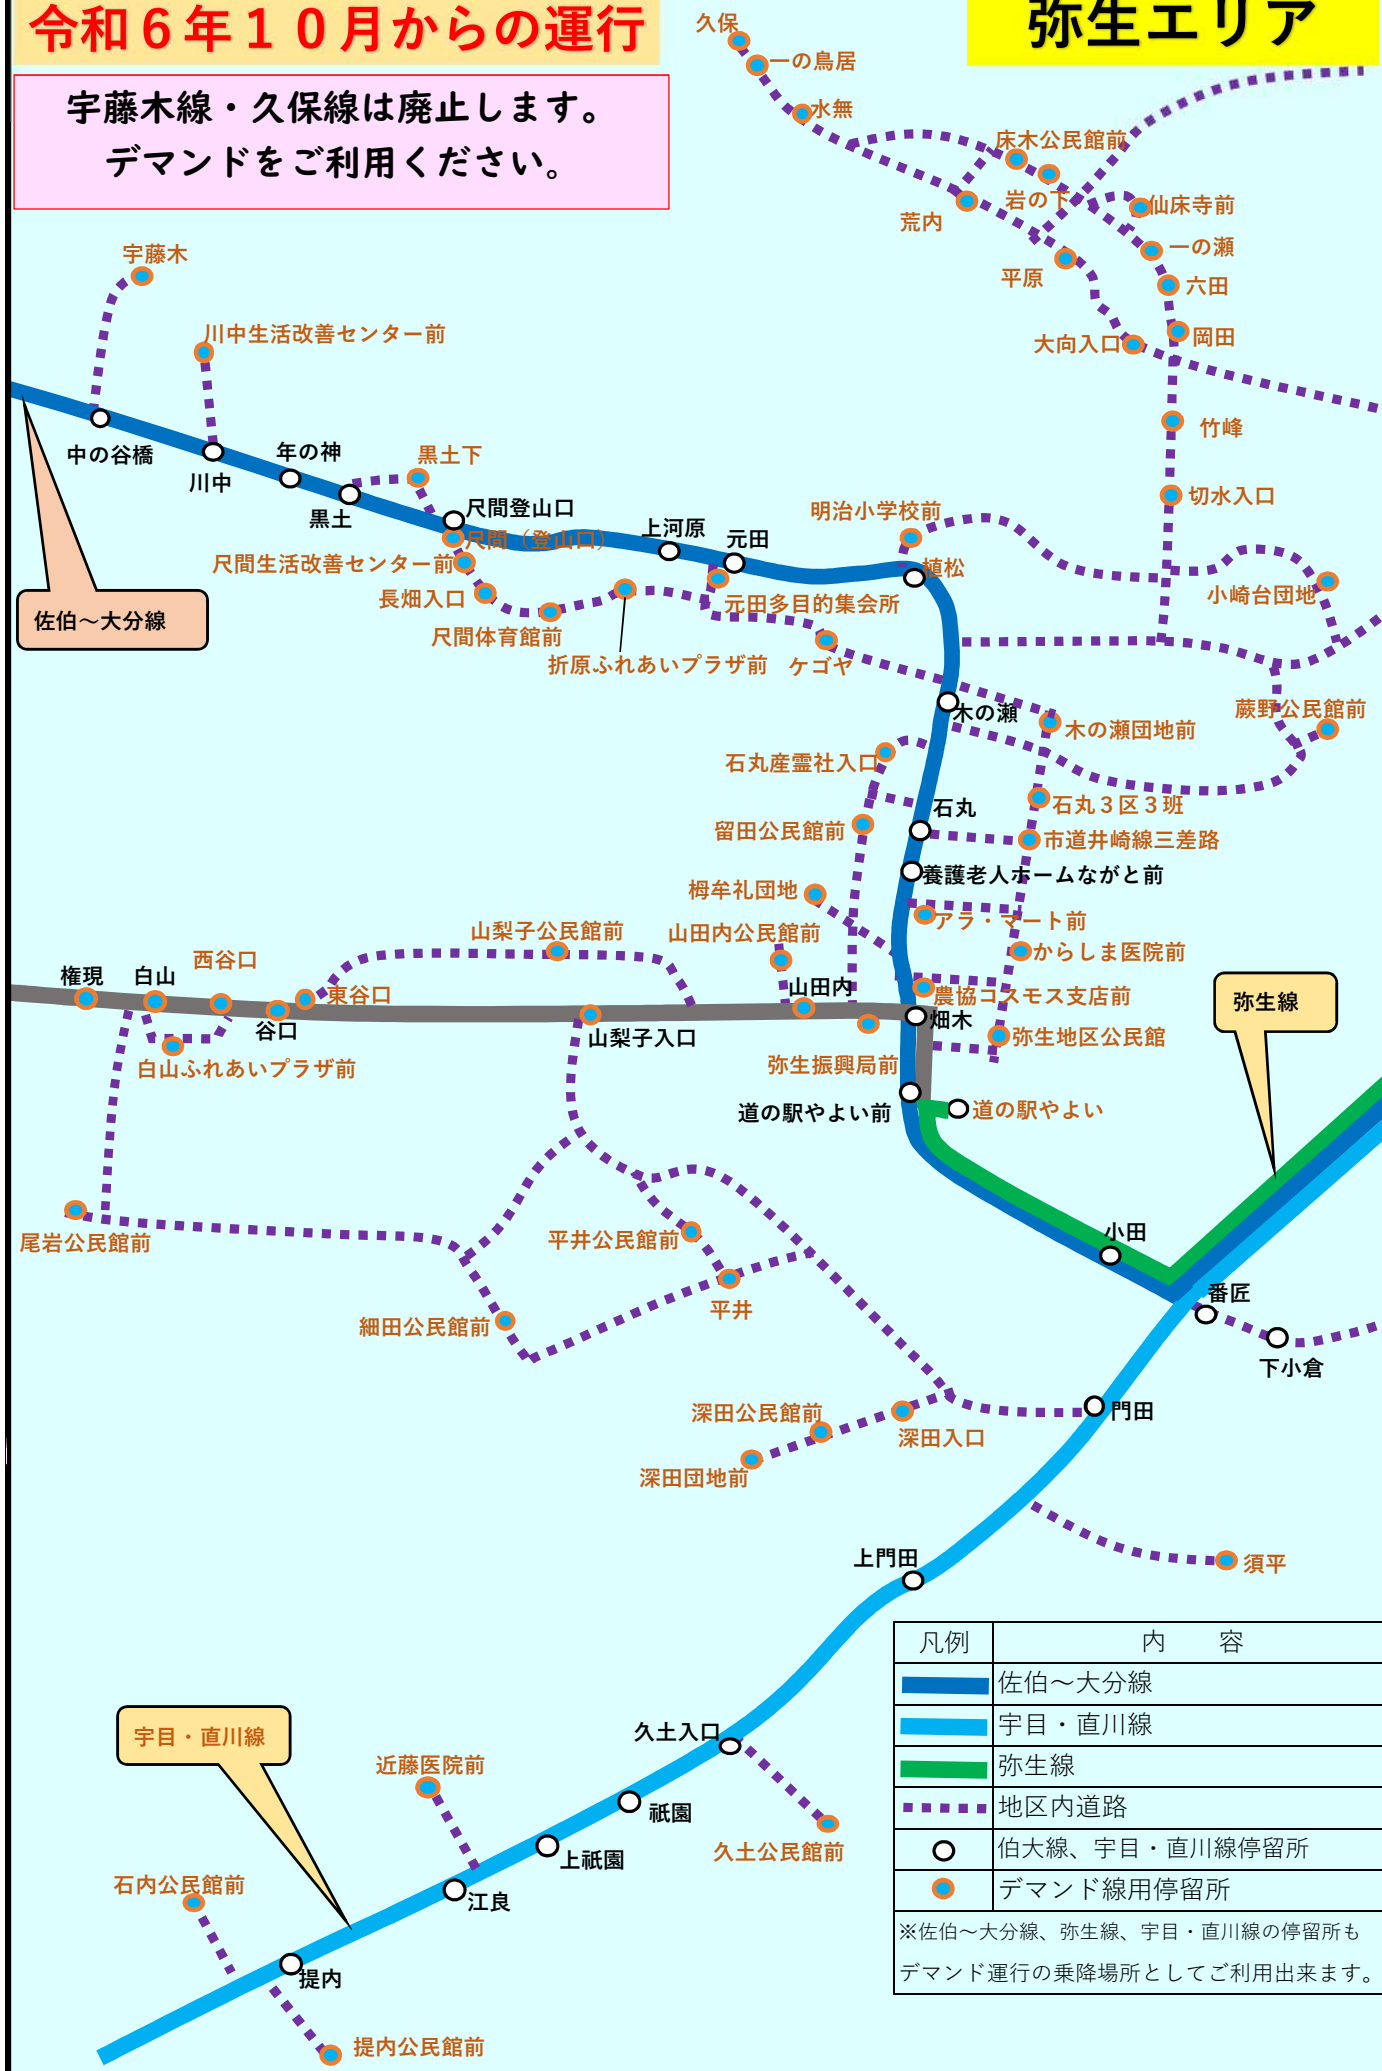 令和６年１０月からの運行
弥生エリア
宇藤木線・久保線は廃止します。
デマンドをご利用ください。
久保
一の鳥居
水無
床木公民館前
岩の下
仙床寺前
荒内
一の瀬
平原
六田
大向入口
岡田
竹峰
切水入口
小崎台団地
蕨野公民館前
宇藤木
川中生活改善センター前
中の谷橋
川中
年の神
黒土
黒土下
尺間登山口
尺間（登山口）
尺間生活改善センター前
長畑入口
尺間体育館前
折原ふれあいプラザ前
上河原
元田
元田多目的集会所
ケゴヤ
明治小学校前
植松
佐伯～大分線
木の瀬
木の瀬団地前
石丸産霊社入口
石丸
石丸３区３班
留田公民館前
市道井崎線三差路
養護老人ホームながと前
栂牟礼団地
アラ・マート前
からしま医院前
山梨子公民館前
山田内公民館前
権現
白山
西谷口
東谷口
谷口
白山ふれあいプラザ前
山梨子入口
山田内
農協コスモス支店前
畑木
弥生地区公民館
弥生振興局前
弥生線
道の駅やよい前
道の駅やよい
尾岩公民館前
平井公民館前
平井
細田公民館前
小田
番匠
下小倉
深田公民館前
深田入口
深田団地前
門田
上門田
須平
宇目・直川線
近藤医院前
久土入口
祇園
久土公民館前
上祇園
石内公民館前
江良
提内
提内公民館前
凡例 内　容
佐伯～大分線
宇目・直川線
弥生線
地区内道路
伯大線、宇目・直川線停留所
デマンド線用停留所
※佐伯～大分線、弥生線、宇目・直川線の停留所も
デマンド運行の乗降場所としてご利用出来ます。